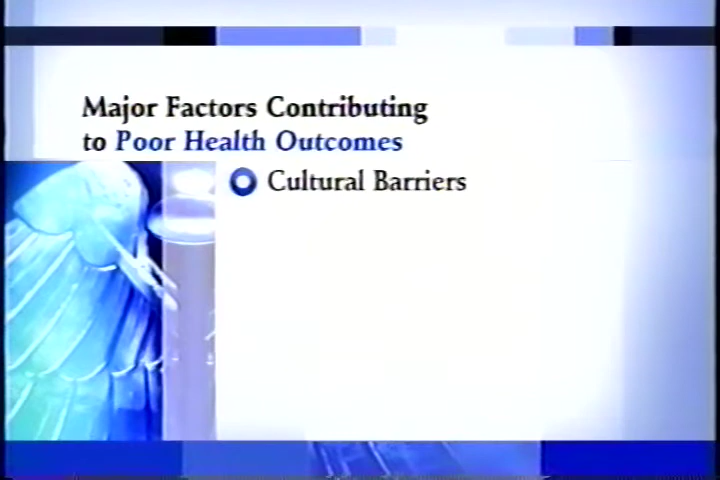 Major Factors Contributing
to Poor Health Outcomes
Cultural Barriers